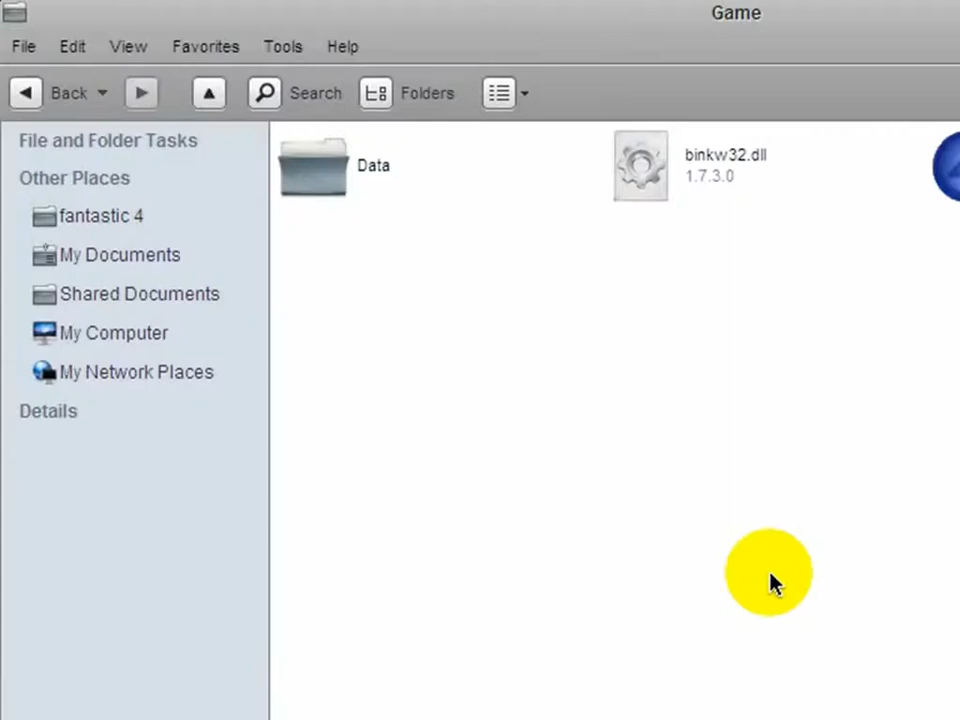 Game
File Edit View Favorites Tools Help
Back Search Folders
File and Folder Tasks
Other Places
fantastic 4
My Documents
Shared Documents
My Computer
My Network Places
Details
Data
binkw32.dll
1.7.3.0